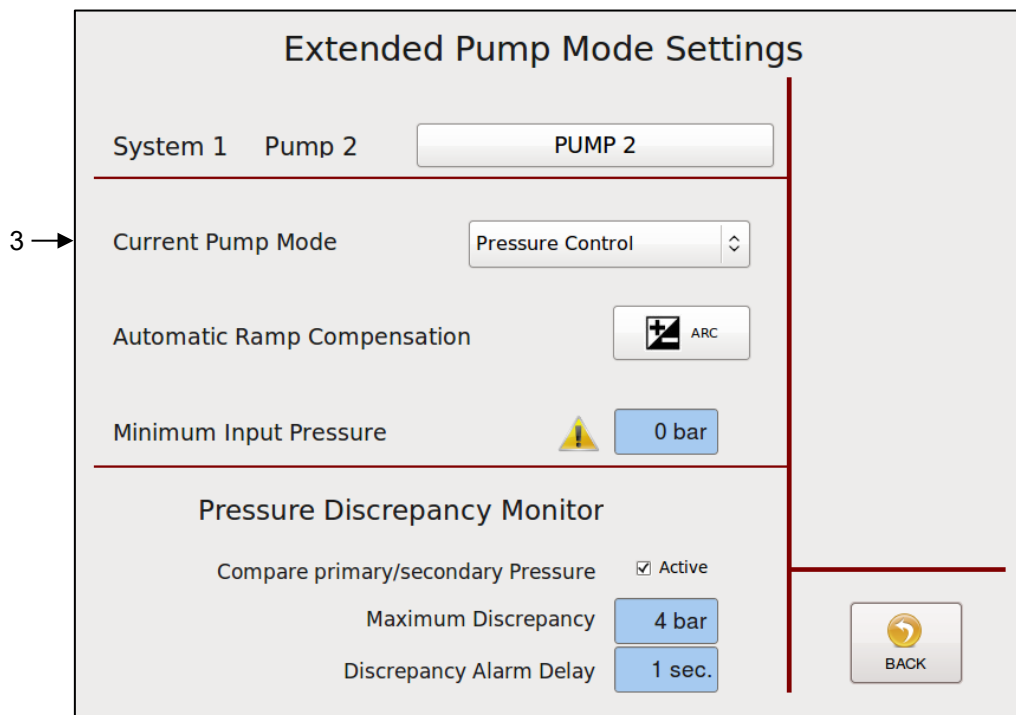 Extended Pump Mode Settings
System 1 Pump 2 PUMP 2
3 Current Pump Mode Pressure Control
Automatic Ramp Compensation ARC
Minimum Input Pressure 0 bar
Pressure Discrepancy Monitor
Compare primary/secondary Pressure Active
Maximum Discrepancy 4 bar
Discrepancy Alarm Delay 1 sec.
BACK